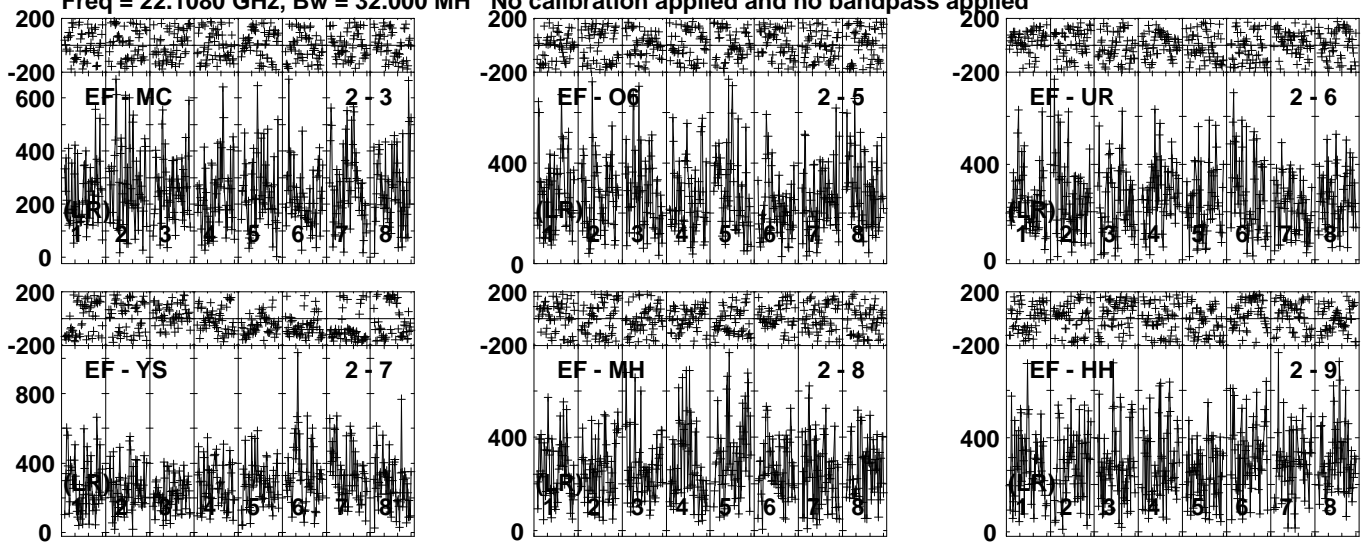 Freq = 22.1080 GHz, Bw = 32.000 MH No calibration applied and no bandpass applied
200
-200
600
400
200
0
EF - MC 2 - 3
(LR)
1 2 3 4 5 6 7 8
200
-200
400
0
EF - O6 2 - 5
(LR)
1 2 3 4 5 6 7 8
200
-200
400
0
EF - UR 2 - 6
(LR)
1 2 3 4 5 6 7 8
200
-200
800
400
0
EF - YS 2 - 7
(LR)
1 2 3 4 5 6 7 8
200
-200
400
0
EF - MH 2 - 8
(LR)
1 2 3 4 5 6 7 8
200
-200
400
0
EF - HH 2 - 9
(LR)
1 2 3 4 5 6 7 8